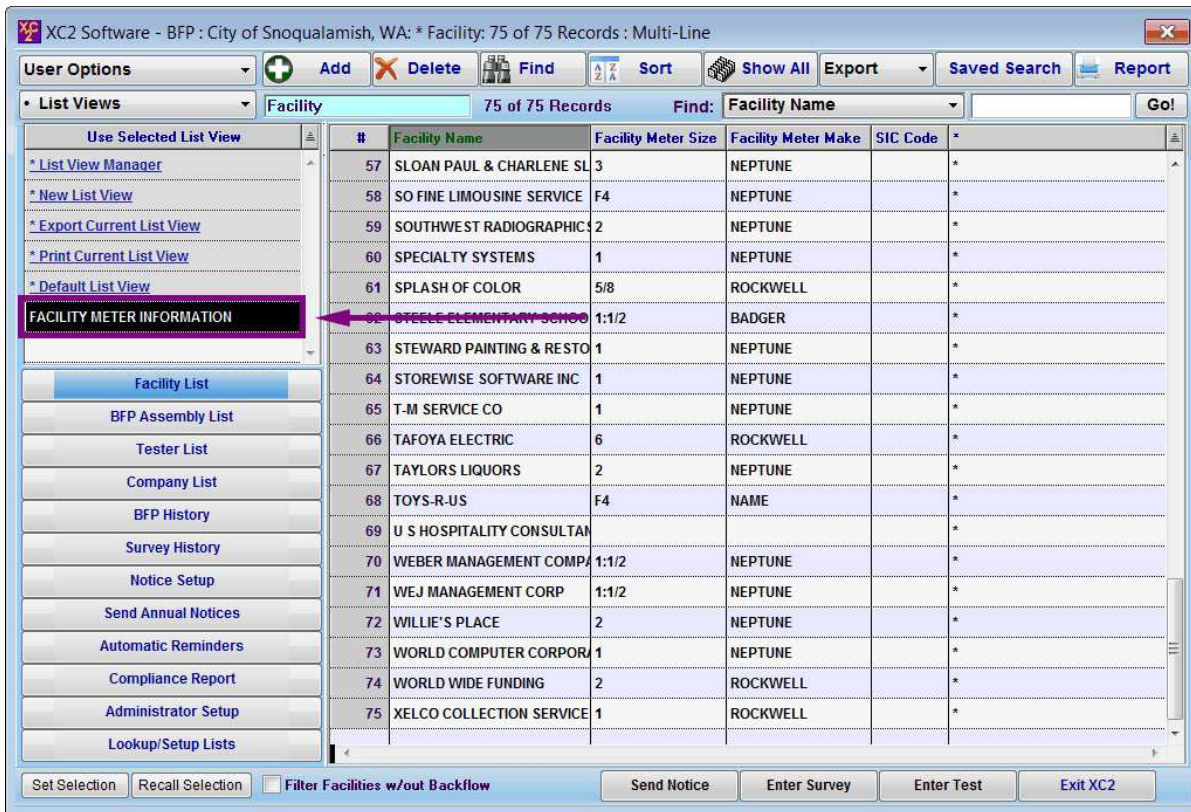 XC2 Software - BFP : City of Snoqualamish, WA: * Facility: 75 of 75 Records : Multi-Line
User Options Add Delete Find Sort Show All Export Saved Search Report
• List Views Facility 75 of 75 Records Find: Facility Name Go!
Use Selected List View
* List View Manager
* New List View
* Export Current List View
* Print Current List View
* Default List View
FACILITY METER INFORMATION
Facility List
BFP Assembly List
Tester List
Company List
BFP History
Survey History
Notice Setup
Send Annual Notices
Automatic Reminders
Compliance Report
Administrator Setup
Lookup/Setup Lists
# Facility Name Facility Meter Size Facility Meter Make SIC Code *
57 SLOAN PAUL & CHARLENE SL 3 NEPTUNE *
58 SO FINE LIMOUSINE SERVICE F4 NEPTUNE *
59 SOUTHWEST RADIOGRAPHICS 2 NEPTUNE *
60 SPECIALTY SYSTEMS 1 NEPTUNE *
61 SPLASH OF COLOR 5/8 ROCKWELL *
62 STEELE ELEMENTARY SCHOO 1:1/2 BADGER *
63 STEWARD PAINTING & RESTO 1 NEPTUNE *
64 STOREWISE SOFTWARE INC 1 NEPTUNE *
65 T-M SERVICE CO 1 NEPTUNE *
66 TAFOYA ELECTRIC 6 ROCKWELL *
67 TAYLORS LIQUORS 2 NEPTUNE *
68 TOYS-R-US F4 NAME *
69 U S HOSPITALITY CONSULTAN *
70 WEBER MANAGEMENT COMPA 1:1/2 NEPTUNE *
71 WEJ MANAGEMENT CORP 1:1/2 NEPTUNE *
72 WILLIE'S PLACE 2 NEPTUNE *
73 WORLD COMPUTER CORPORA 1 NEPTUNE *
74 WORLD WIDE FUNDING 2 ROCKWELL *
75 XELCO COLLECTION SERVICE 1 ROCKWELL *
Set Selection Recall Selection Filter Facilities w/out Backflow Send Notice Enter Survey Enter Test Exit XC2